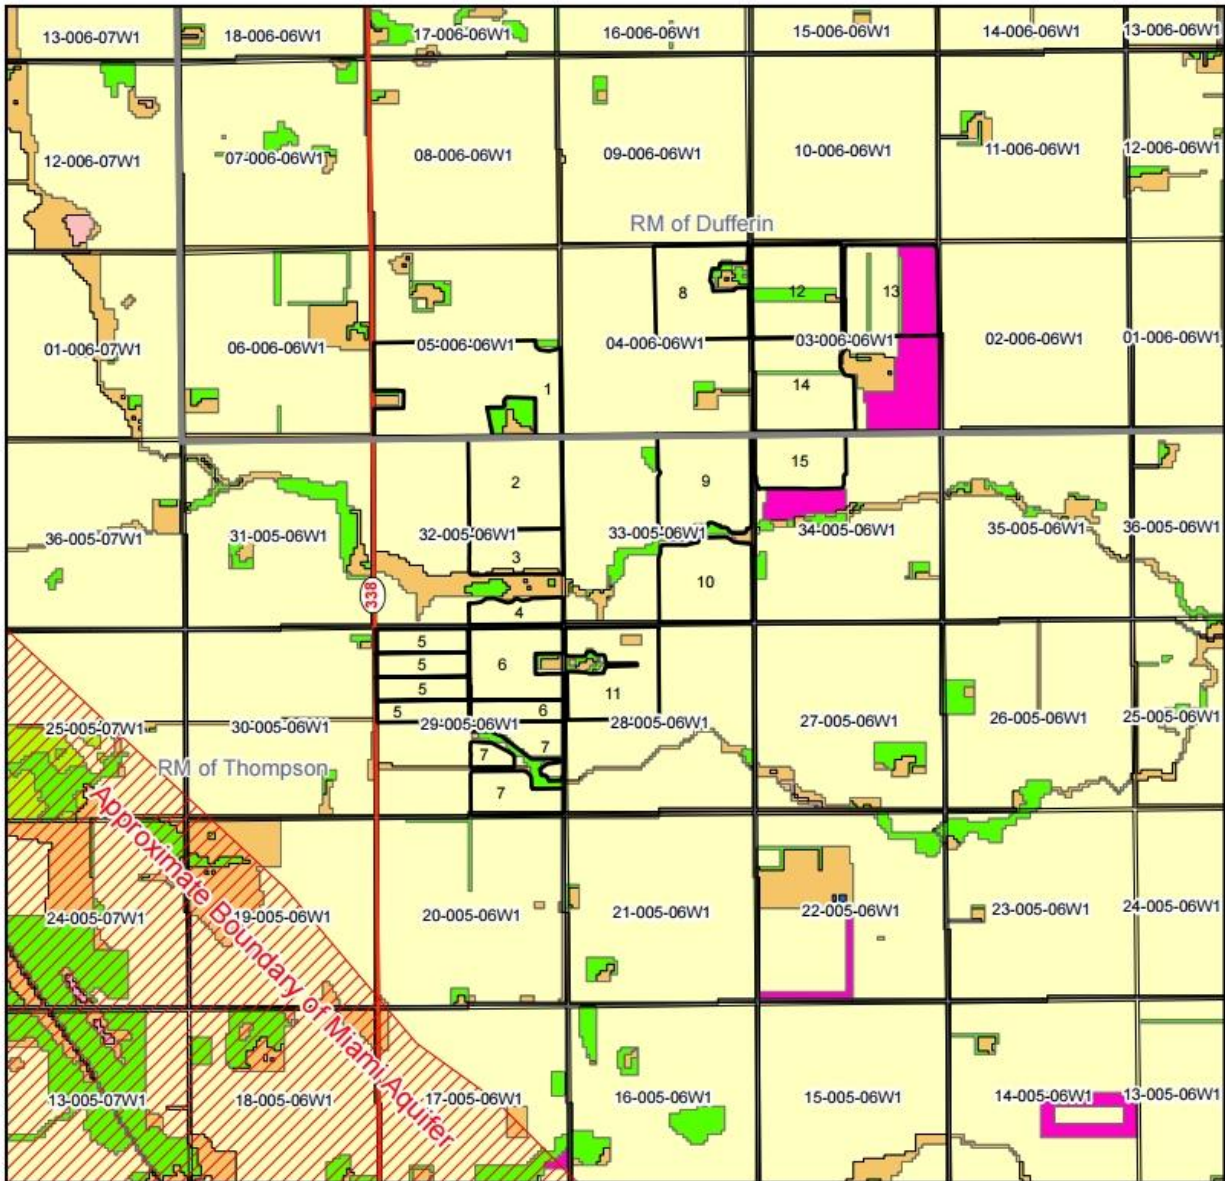 13-006-07W1
18-006-06W1
17-006-06W1
16-006-06W1
15-006-06W1
14-006-06W1
13-006-06W1
12-006-07W1
07-006-06W1
08-006-06W1
09-006-06W1
10-006-06W1
11-006-06W1
12-006-06W1
RM of Dufferin
8
12
13
01-006-07W1
06-006-06W1
05-006-06W1
04-006-06W1
03-006-06W1
02-006-06W1
01-006-06W1
1
14
2
9
15
36-005-07W1
31-005-06W1
32-005-06W1
33-005-06W1
34-005-06W1
35-005-06W1
36-005-06W1
3
10
338
4
5
5
5
5
6
6
11
25-005-07W1
30-005-06W1
29-005-06W1
28-005-06W1
27-005-06W1
26-005-06W1
25-005-06W1
7
7
7
RM of Thompson
Approximate Boundary of Miami Aquifer
24-005-07W1
19-005-06W1
20-005-06W1
21-005-06W1
22-005-06W1
23-005-06W1
24-005-06W1
13-005-07W1
18-005-06W1
17-005-06W1
16-005-06W1
15-005-06W1
14-005-06W1
13-005-06W1